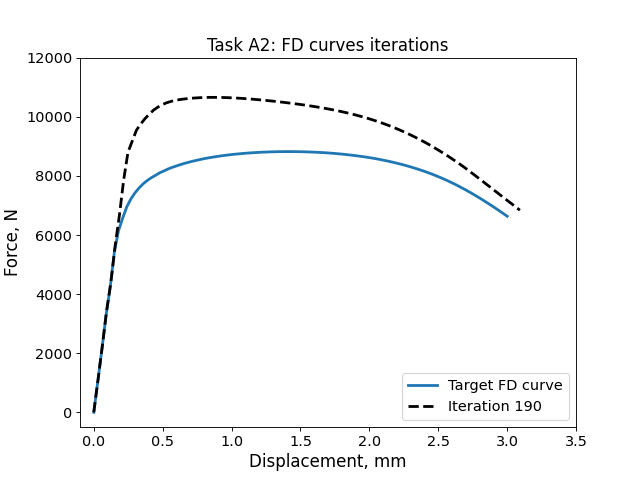 Task A2: FD curves iterations
12000
10000
8000
6000
4000
2000
0
Force, N
0.0 0.5 1.0 1.5 2.0 2.5 3.0 3.5
Displacement, mm
Target FD curve
Iteration 190